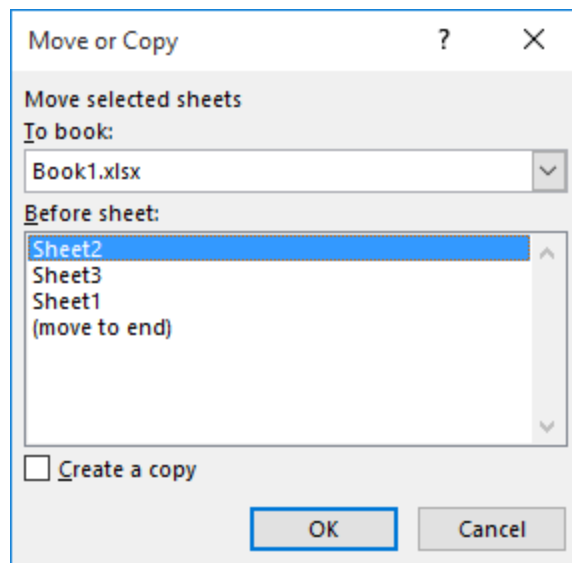 Move or Copy ?
Move selected sheets
To book:
Book1.xlsx
Before sheet:
Sheet2
Sheet3
Sheet1
(move to end)
Create a copy
OK Cancel